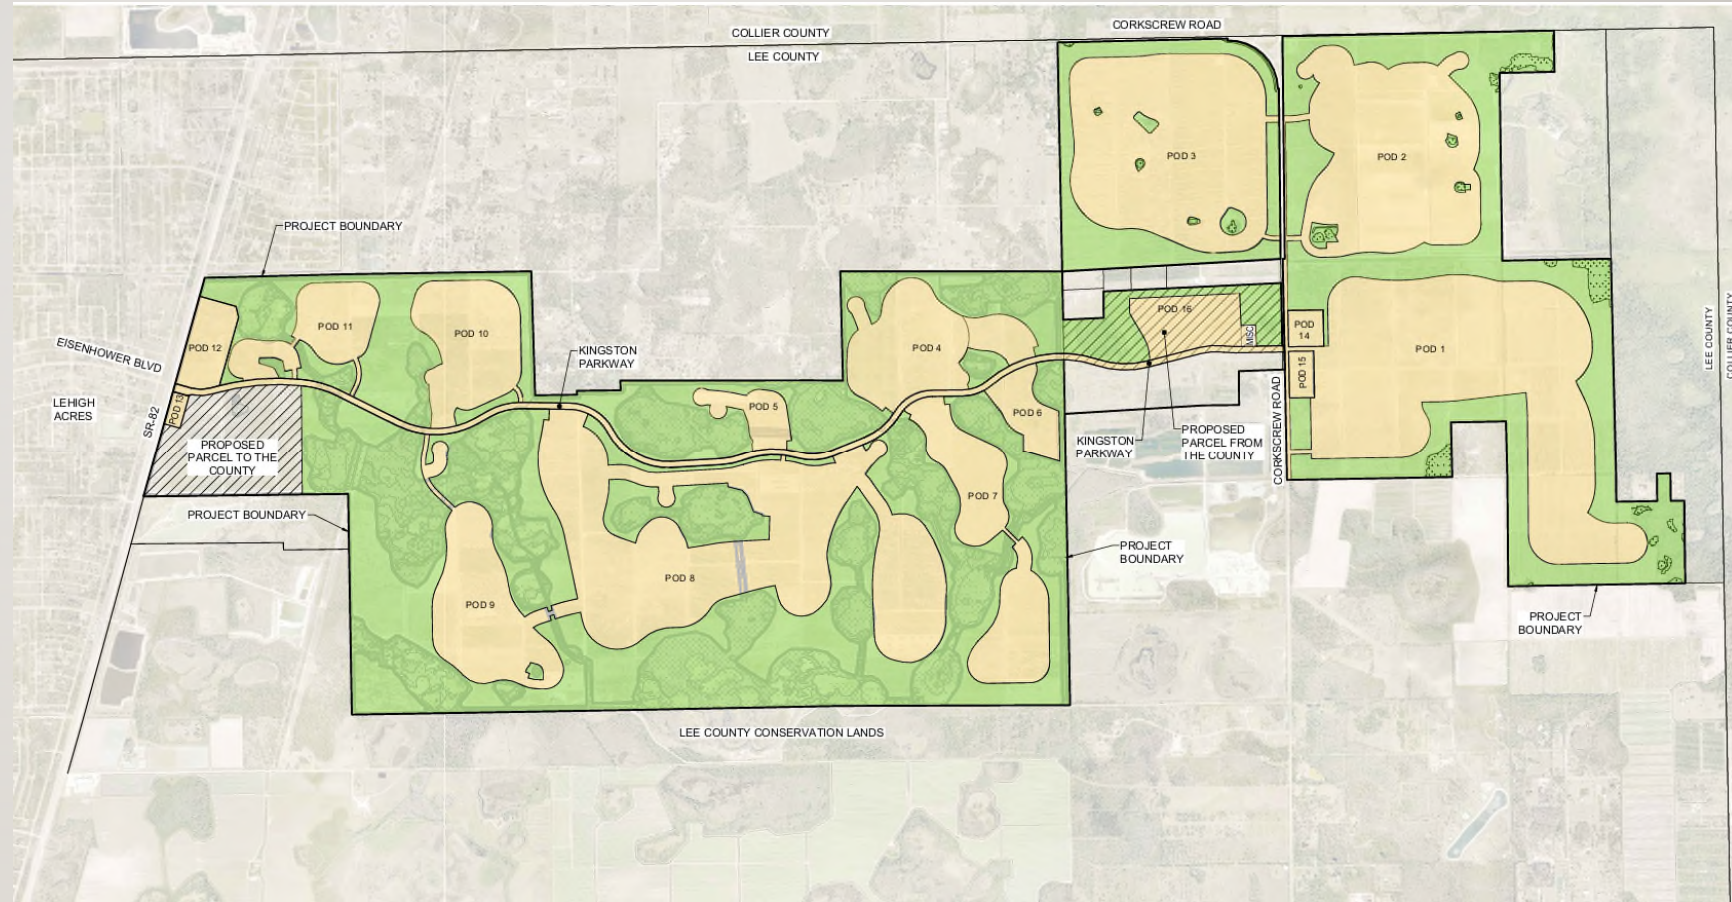 CORKSCREW ROAD
COLLIER COUNTY
LEE COUNTY
POD 3
POD 2
PROJECT BOUNDARY
POD 16
MISC
POD
14
POD 15
POD 1
LEE COUNTY
COLLIER COUNTY
POD 12
POD 11
POD 10
POD 4
EISENHOWER BLVD
KINGSTON
PARKWAY
LEHIGH
ACRES
SR-82
POD 13
POD 5
POD 6
PROPOSED
PARCEL TO THE
COUNTY
KINGSTON
PARKWAY
PROPOSED
PARCEL FROM
THE COUNTY
CORKSCREW ROAD
POD 7
PROJECT BOUNDARY
PROJECT
BOUNDARY
POD 8
POD 9
PROJECT
BOUNDARY
LEE COUNTY CONSERVATION LANDS